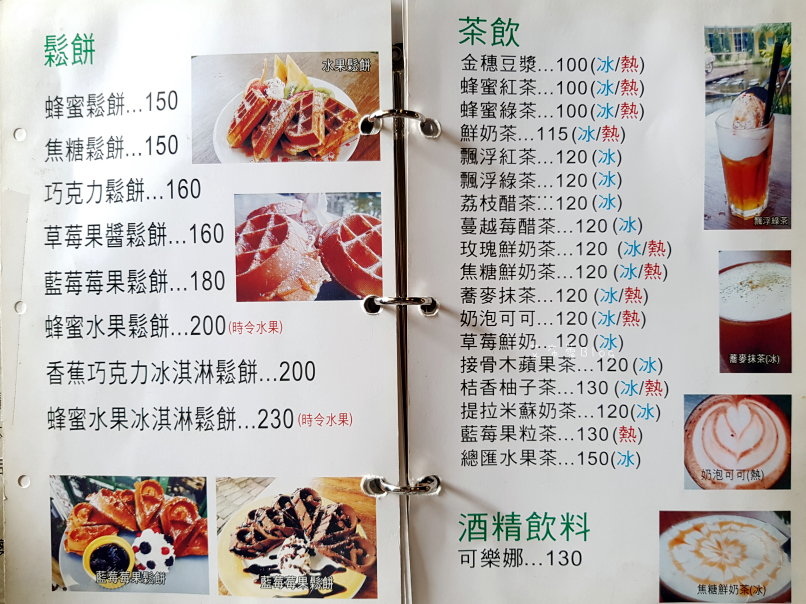 鬆餅
水果鬆餅
蜂蜜鬆餅...150
焦糖鬆餅...150
巧克力鬆餅...160
草莓果醬鬆餅...160
藍莓莓果鬆餅...180
蜂蜜水果鬆餅...200(時令水果)
香蕉巧克力冰淇淋鬆餅...200
蜂蜜水果冰淇淋鬆餅...230(時令水果)
藍莓莓果鬆餅
藍莓莓果鬆餅
茶飲
金穗豆漿...100(冰/熱)
蜂蜜紅茶...100(冰/熱)
蜂蜜綠茶...100(冰/熱)
鮮奶茶...115(冰/熱)
飄浮紅茶...120(冰)
飄浮綠茶...120(冰)
荔枝醋茶...120(冰)
蔓越莓醋茶...120(冰)
玫瑰鮮奶茶...120 (冰/熱)
焦糖鮮奶茶...120 (冰/熱)
蕎麥抹茶...120(冰/熱)
奶泡可可...120(冰/熱)
草莓鮮奶...120(冰)
接骨木蘋果茶...120(冰)
桔香柚子茶...130(冰/熱)
提拉米蘇奶茶...120(冰)
藍莓果粒茶...130(熱)
總匯水果茶...150(冰)
酒精飲料
可樂娜...130
飄浮綠茶
蕎麥抹茶(冰)
奶泡可可(熱)
焦糖鮮奶茶(冰)